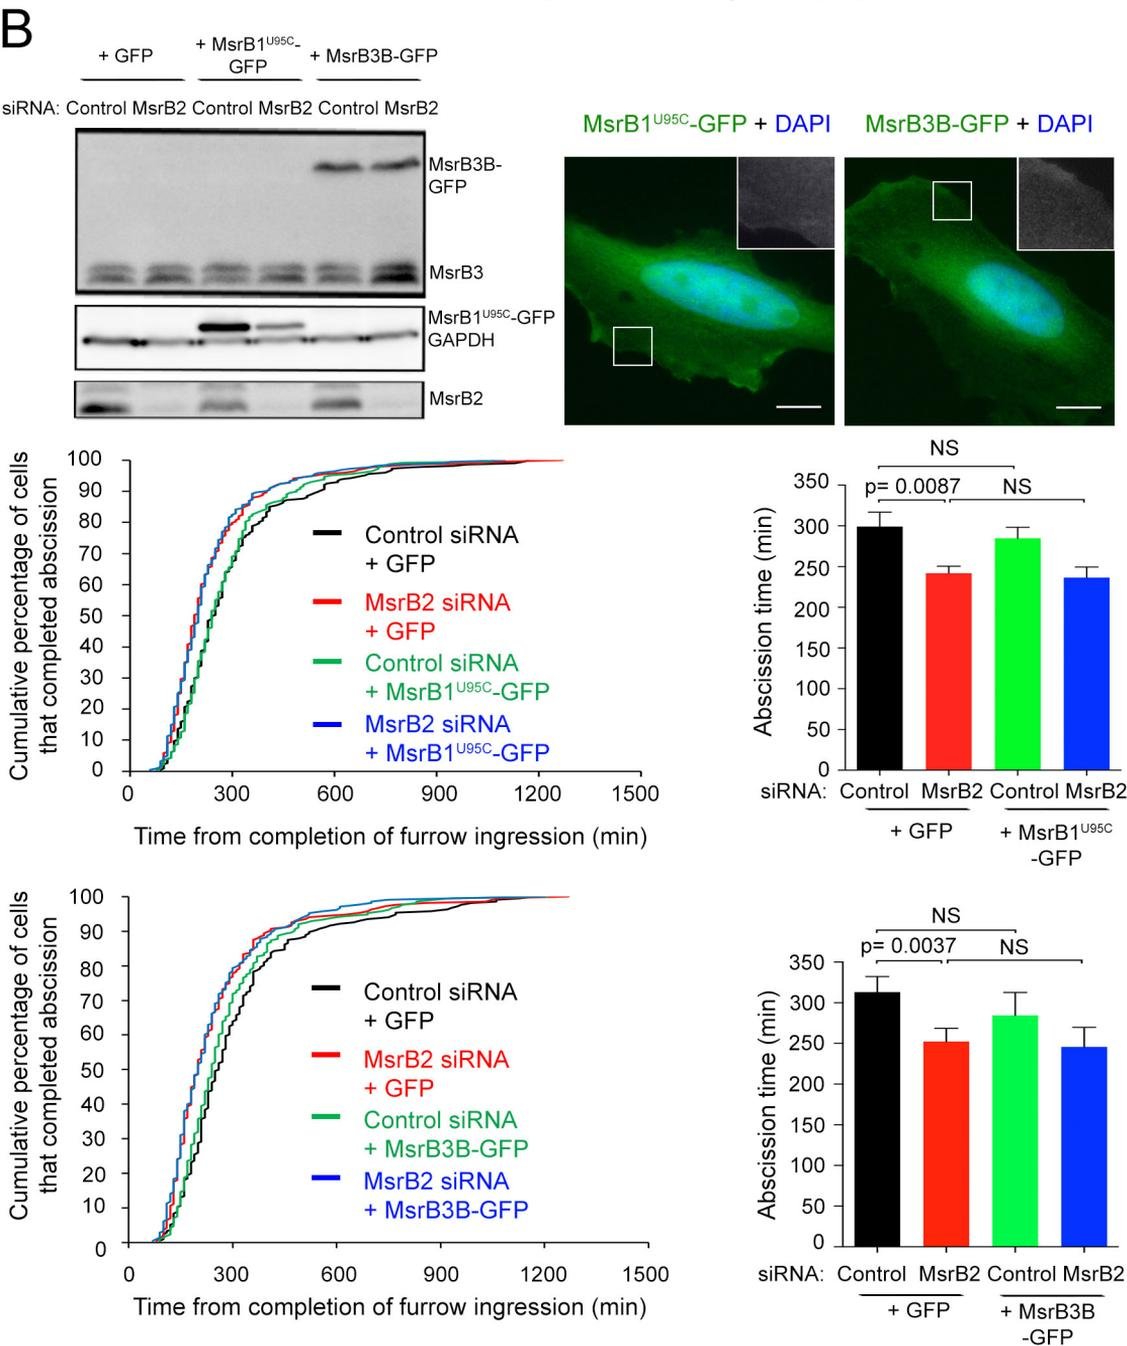 B
+ GFP
+ MsrB1U95C-
GFP
+ MsrB3B-GFP
siRNA: Control MsrB2 Control MsrB2 Control MsrB2
MsrB3B-
GFP
MsrB3
MsrB1U95C-GFP
GAPDH
MsrB2
MsrB1U95C-GFP + DAPI
MsrB3B-GFP + DAPI
Cumulative percentage of cells
that completed abscission
100
90
80
70
60
50
40
30
20
10
0
0 300 600 900 1200 1500
Time from completion of furrow ingression (min)
Control siRNA
+ GFP
MsrB2 siRNA
+ GFP
Control siRNA
+ MsrB1U95C-GFP
MsrB2 siRNA
+ MsrB1U95C-GFP
NS
p= 0.0087 NS
Abscission time (min)
350
300
250
200
150
100
50
0
siRNA: Control MsrB2 Control MsrB2
+ GFP
+ MsrB1U95C
-GFP
Cumulative percentage of cells
that completed abscission
100
90
80
70
60
50
40
30
20
10
0
0 300 600 900 1200 1500
Time from completion of furrow ingression (min)
Control siRNA
+ GFP
MsrB2 siRNA
+ GFP
Control siRNA
+ MsrB3B-GFP
MsrB2 siRNA
+ MsrB3B-GFP
NS
p= 0.0037 NS
Abscission time (min)
350
300
250
200
150
100
50
0
siRNA: Control MsrB2 Control MsrB2
+ GFP
+ MsrB3B
-GFP